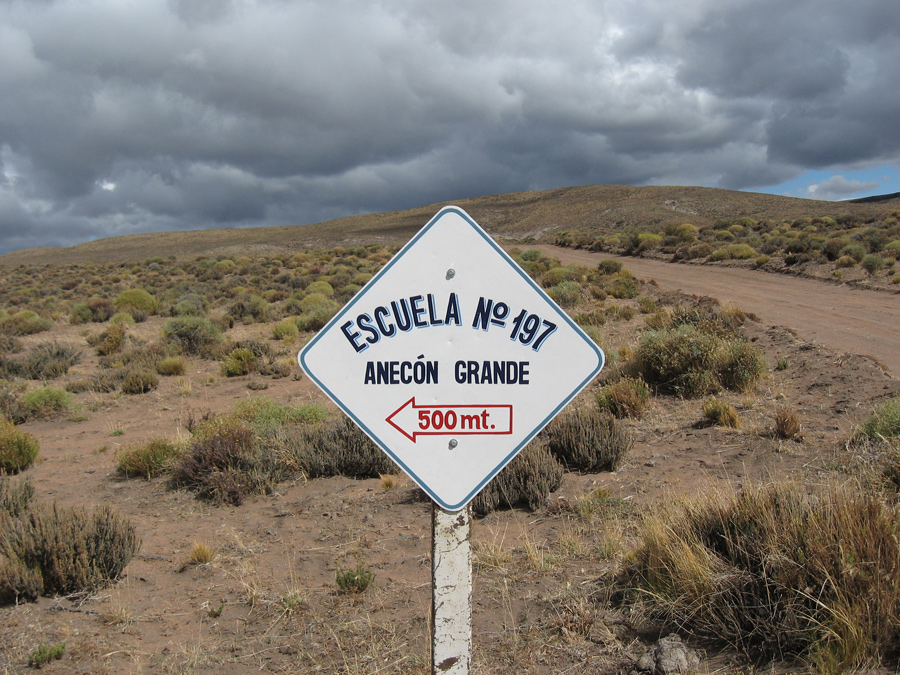 ESCUELA Nº 197
ANECÓN GRANDE
500 mt.